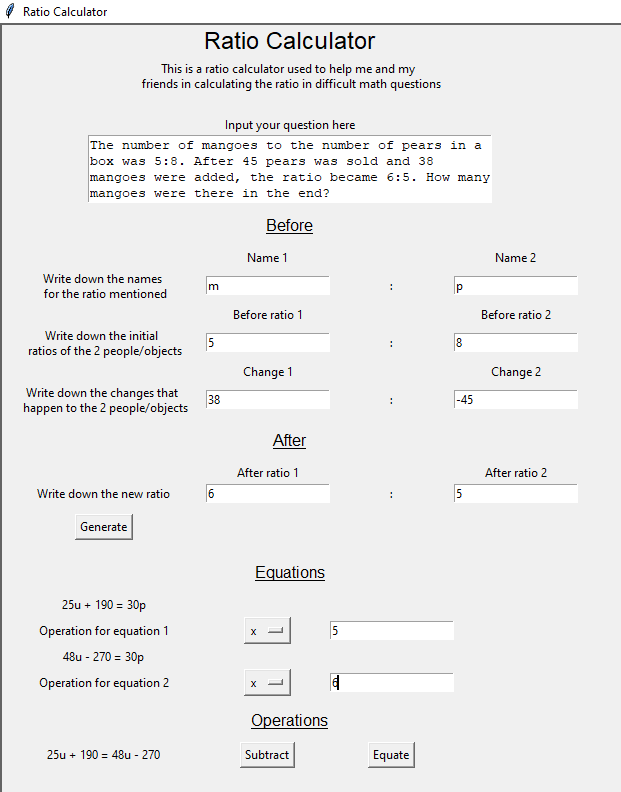 Ratio Calculator
Ratio Calculator
This is a ratio calculator used to help me and my
friends in calculating the ratio in difficult math questions
Input your question here
The number of mangoes to the number of pears in a
box was 5:8. After 45 pears was sold and 38
mangoes were added, the ratio became 6:5. How many
mangoes were there in the end?
Before
Name 1 Name 2
Write down the names
for the ratio mentioned
m : p
Before ratio 1 Before ratio 2
Write down the initial
ratios of the 2 people/objects
5 : 8
Change 1 Change 2
Write down the changes that
happen to the 2 people/objects
38 : -45
After
After ratio 1 After ratio 2
Write down the new ratio 6 : 5
Generate
Equations
25u + 190 = 30p
Operation for equation 1 x 5
48u - 270 = 30p
Operation for equation 2 x 6
Operations
25u + 190 = 48u - 270 Subtract Equate